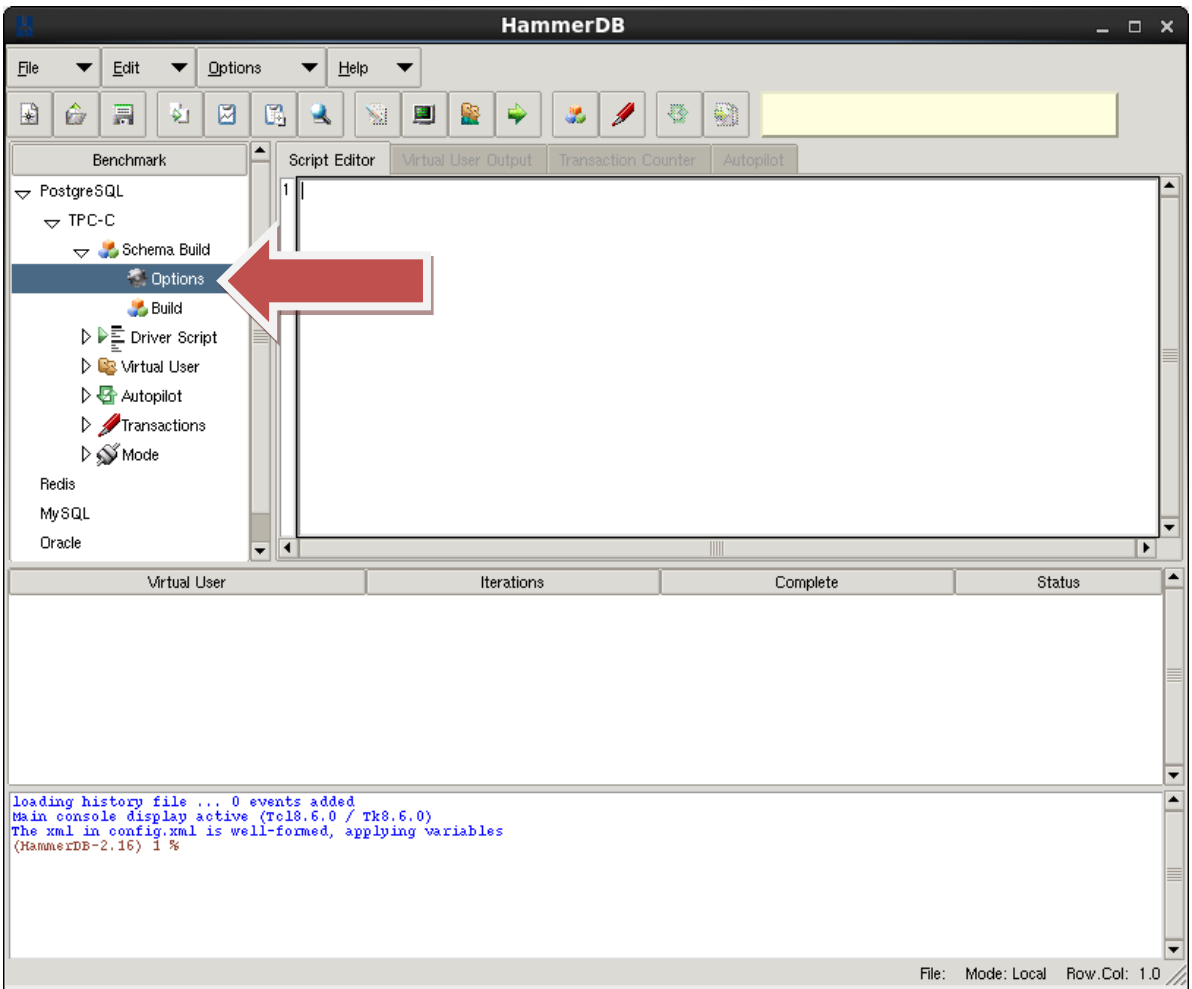 HammerDB
File Edit Options Help
Benchmark
Script Editor Virtual User Output Transaction Counter Autopilot
PostgreSQL
1
TPC-C
Schema Build
Options
Build
Driver Script
Virtual User
Autopilot
Transactions
Mode
Redis
MySQL
Oracle
Virtual User Iterations Complete Status
loading history file ... 0 events added
Main console display active (Tcl8.6.0 / Tk8.6.0)
The xml in config.xml is well-formed, applying variables
(HammerDB-2.16) 1 %
File: Mode: Local Row.Col: 1.0